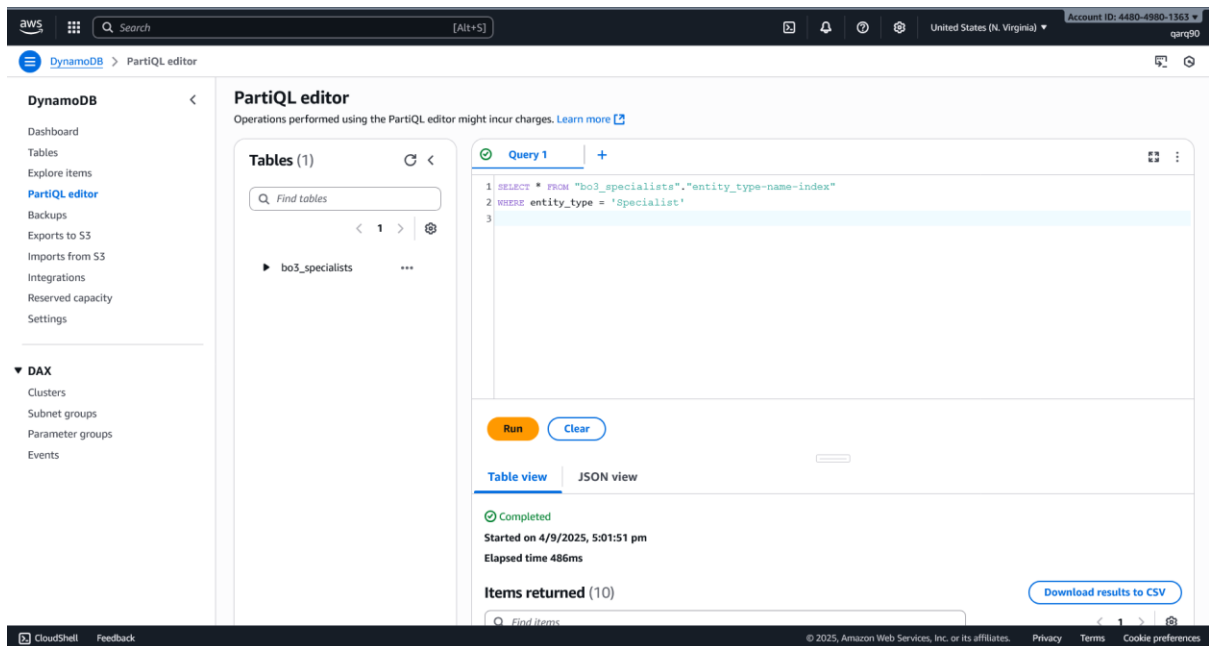 aws
Search [Alt+S]
United States (N. Virginia)
Account ID: 4480-4980-1363
qarq90
DynamoDB > PartiQL editor
DynamoDB
Dashboard
Tables
Explore items
PartiQL editor
Backups
Exports to S3
Imports from S3
Integrations
Reserved capacity
Settings
DAX
Clusters
Subnet groups
Parameter groups
Events
PartiQL editor
Operations performed using the PartiQL editor might incur charges. Learn more
Tables (1)
Find tables
1
bo3_specialists
Query 1
1 SELECT * FROM "bo3_specialists"."entity_type-name-index"
2 WHERE entity_type = 'Specialist'
3
Run Clear
Table view JSON view
Completed
Started on 4/9/2025, 5:01:51 pm
Elapsed time 486ms
Items returned (10)
Download results to CSV
Find items
1
CloudShell Feedback
© 2025, Amazon Web Services, Inc. or its affiliates. Privacy Terms Cookie preferences